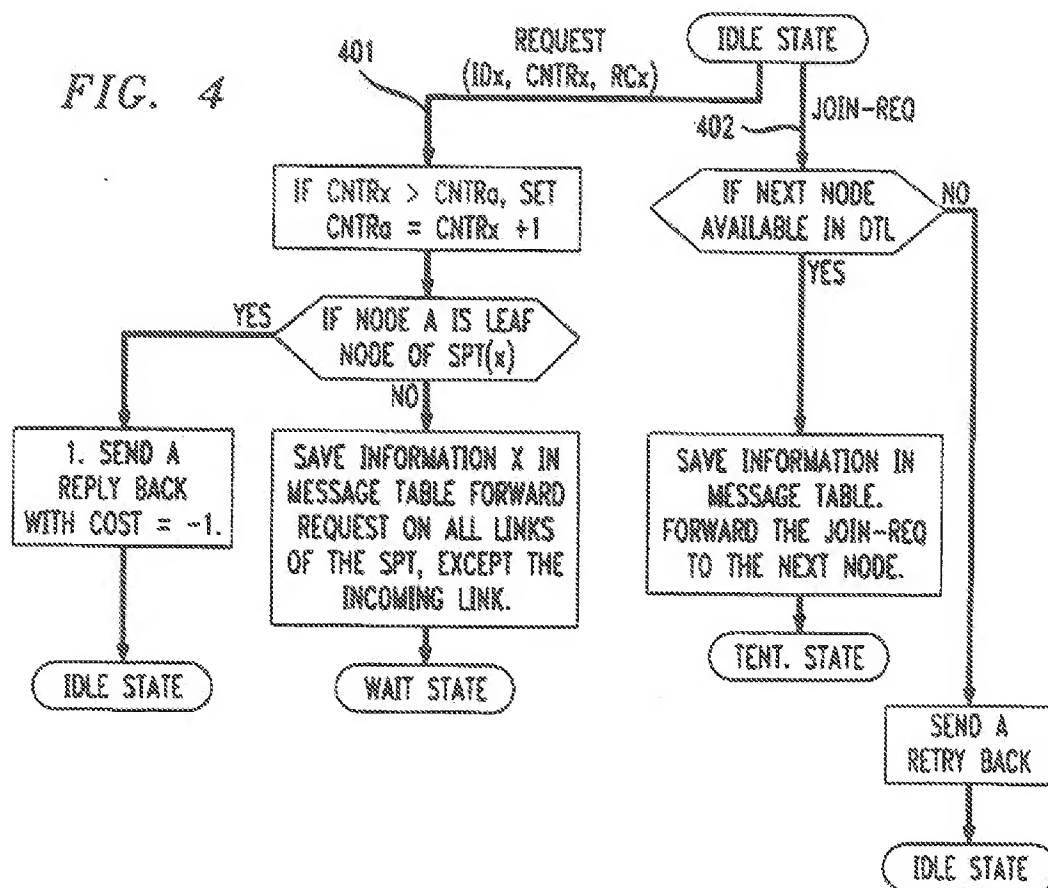 FIG. 4
401
REQUEST
(IDx, CNTRx, RCx)
IDLE STATE
JOIN-REQ
402
IF CNTRx > CNTRa, SET
CNTRa = CNTRx +1
IF NEXT NODE
AVAILABLE IN DTL
NO
YES
YES
IF NODE A IS LEAF
NODE OF SPT(x)
NO
1. SEND A
REPLY BACK
WITH COST = -1.
SAVE INFORMATION X IN
MESSAGE TABLE FORWARD
REQUEST ON ALL LINKS
OF THE SPT, EXCEPT THE
INCOMING LINK.
SAVE INFORMATION IN
MESSAGE TABLE.
FORWARD THE JOIN-REQ
TO THE NEXT NODE.
IDLE STATE
WAIT STATE
TENT. STATE
SEND A
RETRY BACK
IDLE STATE